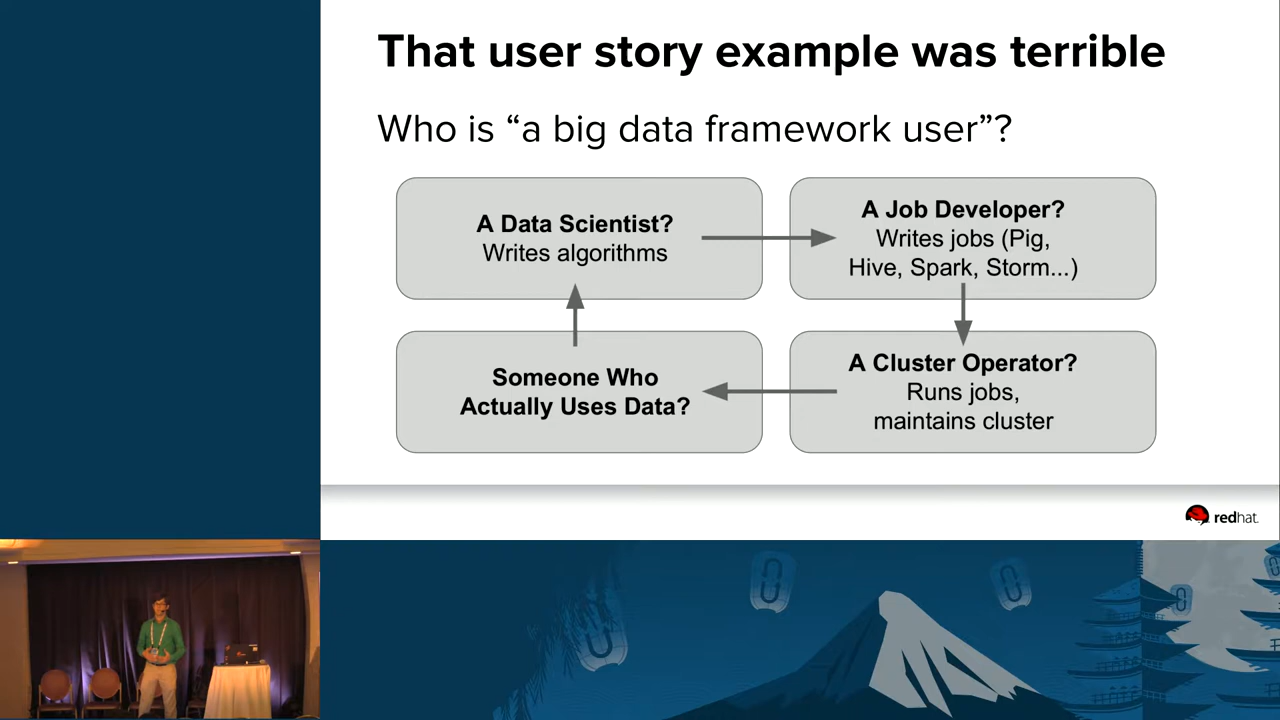 That user story example was terrible
Who is “a big data framework user”?
A Data Scientist?
Writes algorithms
A Job Developer?
Writes jobs (Pig,
Hive, Spark, Storm...)
Someone Who
Actually Uses Data?
A Cluster Operator?
Runs jobs,
maintains cluster
redhat.